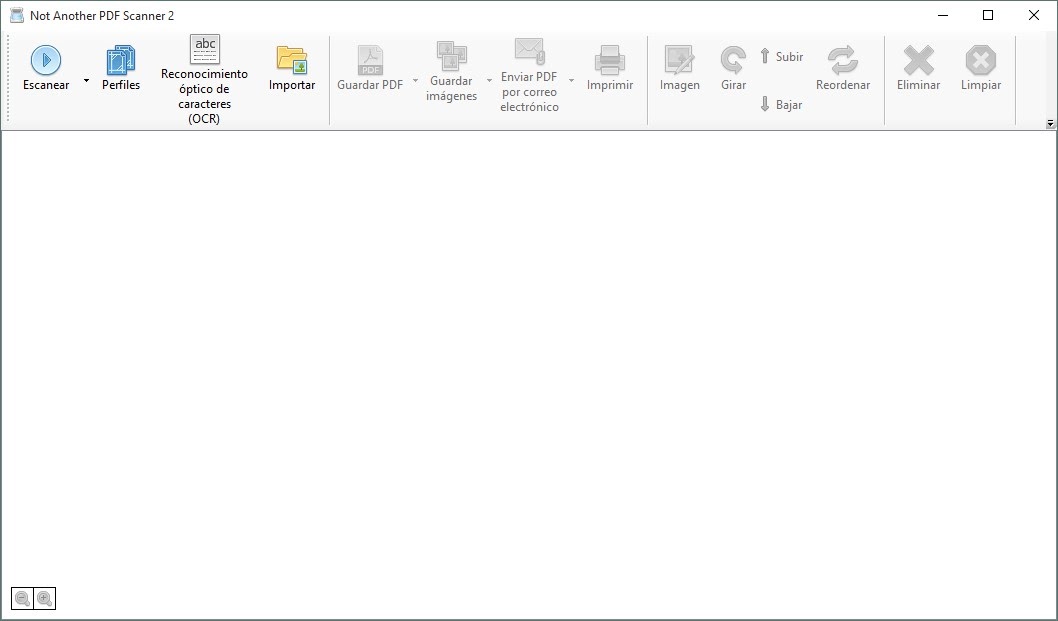 Not Another PDF Scanner 2
Escanear
Perfiles
abc
Reconocimiento
óptico de
caracteres
(OCR)
Importar
PDF
Guardar PDF
Guardar
imágenes
Enviar PDF
por correo
electrónico
Imprimir
Imagen
Girar
Subir
Bajar
Reordenar
Eliminar
Limpiar